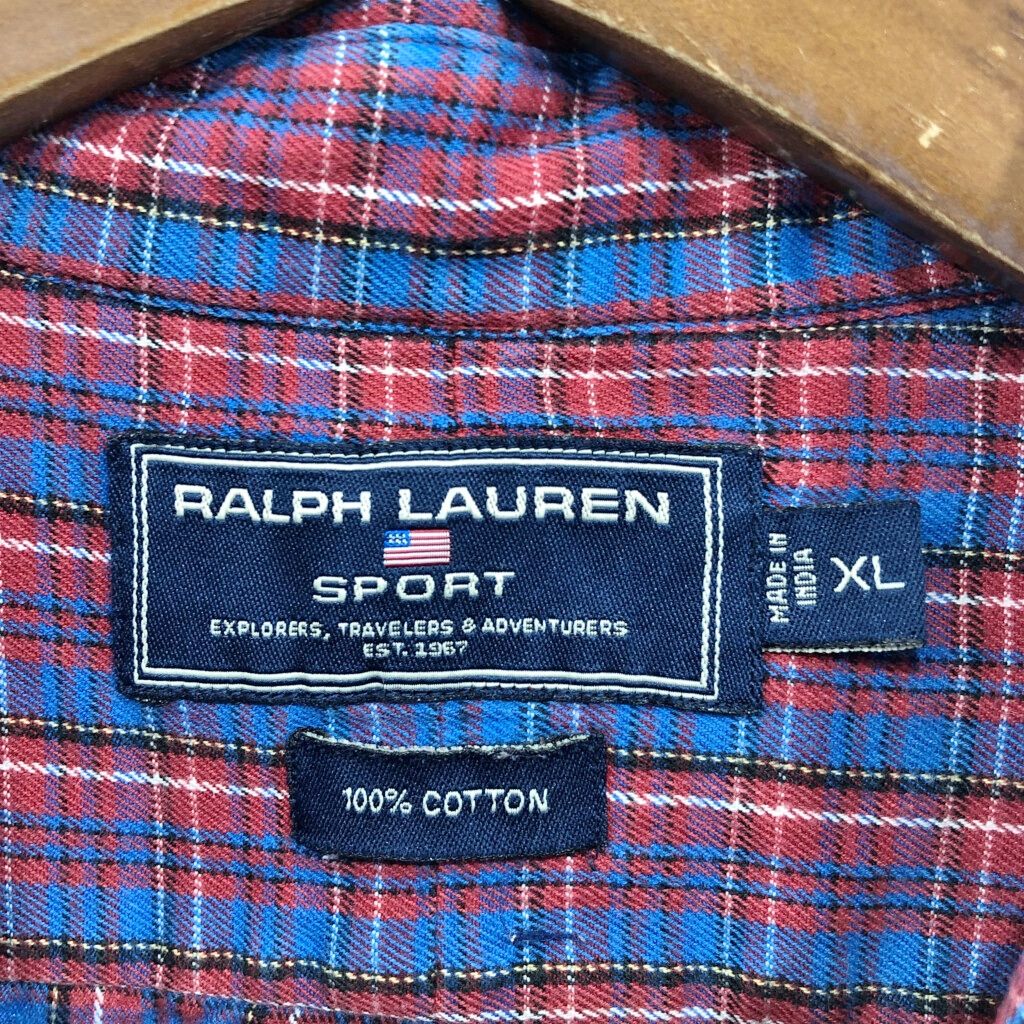 RALPH LAUREN
SPORT
EXPLORERS, TRAVELERS & ADVENTURERS
EST. 1967
MADE IN
INDIA
XL
100% COTTON